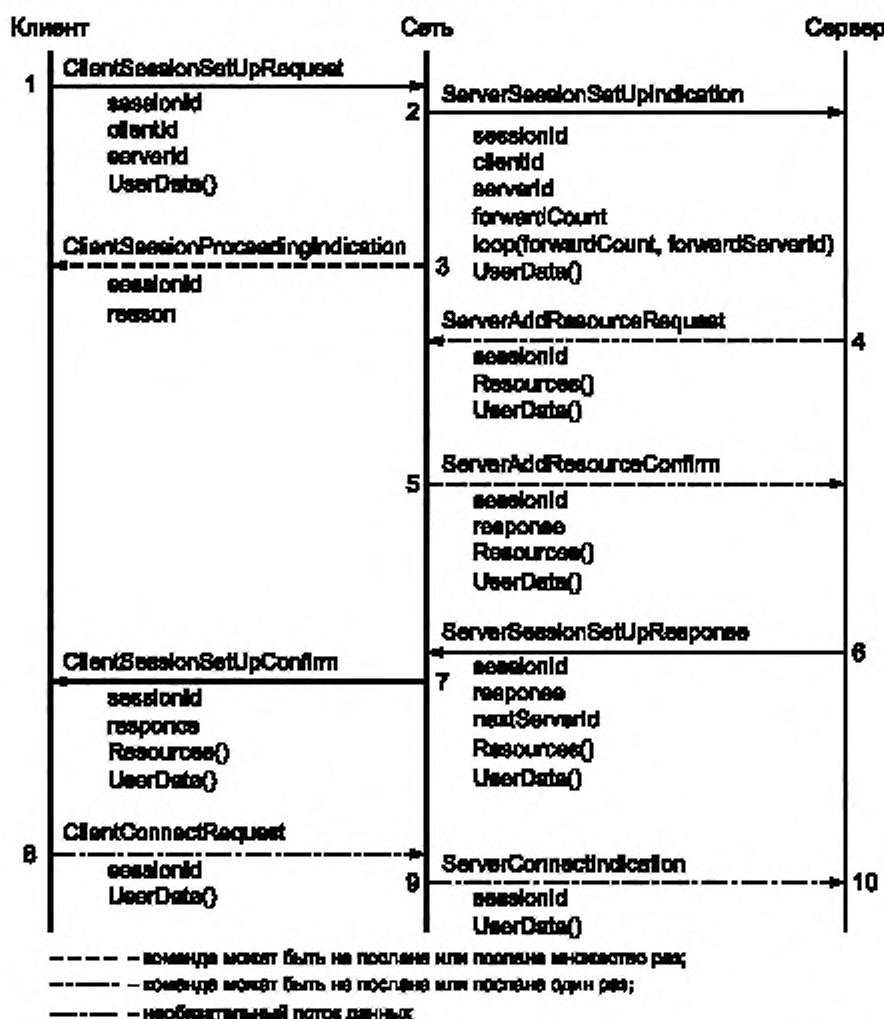 Клиент
Сеть
Сервер
1
ClientSessionSetUpRequest
sessionId
clientId
serverId
UserData()
2
ServerSessionSetUpIndication
sessionId
clientId
serverId
forwardCount
loop(forwardCount, forwardServerId)
UserData()
ClientSessionProceedingIndication
3
sessionId
reason
ServerAddResourceRequest
4
sessionId
Resources()
UserData()
ServerAddResourceConfirm
5
sessionId
response
Resources()
UserData()
ServerSessionSetUpResponse
6
sessionId
response
nextServerId
Resources()
UserData()
ClientSessionSetUpConfirm
7
sessionId
responce
Resources()
UserData()
ClientConnectRequest
8
sessionId
UserData()
ServerConnectIndication
9
10
sessionId
UserData()
– команда может быть не послана или послана множество раз;
– команда может быть не послана или послана один раз;
– необязательный поток данных